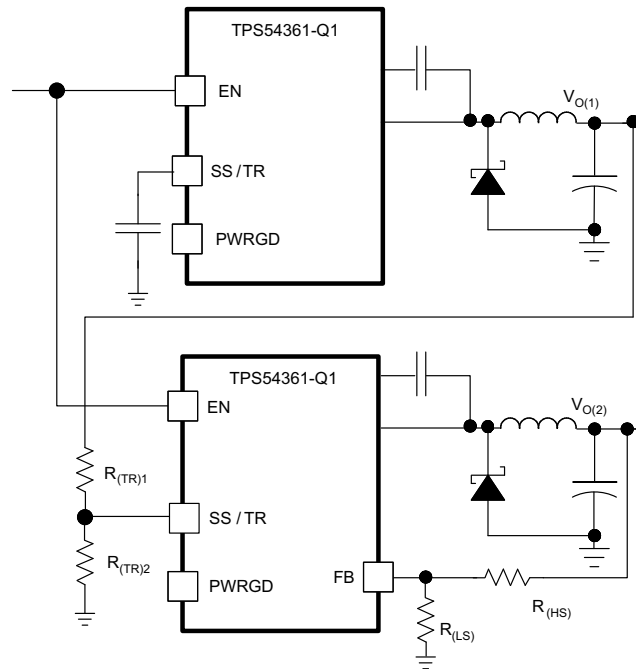 TPS54361-Q1
EN
V_O(1)
SS / TR
PWRGD
TPS54361-Q1
EN
V_O(2)
R_(TR)1
SS / TR
R_(TR)2
PWRGD
FB
R_(HS)
R_(LS)